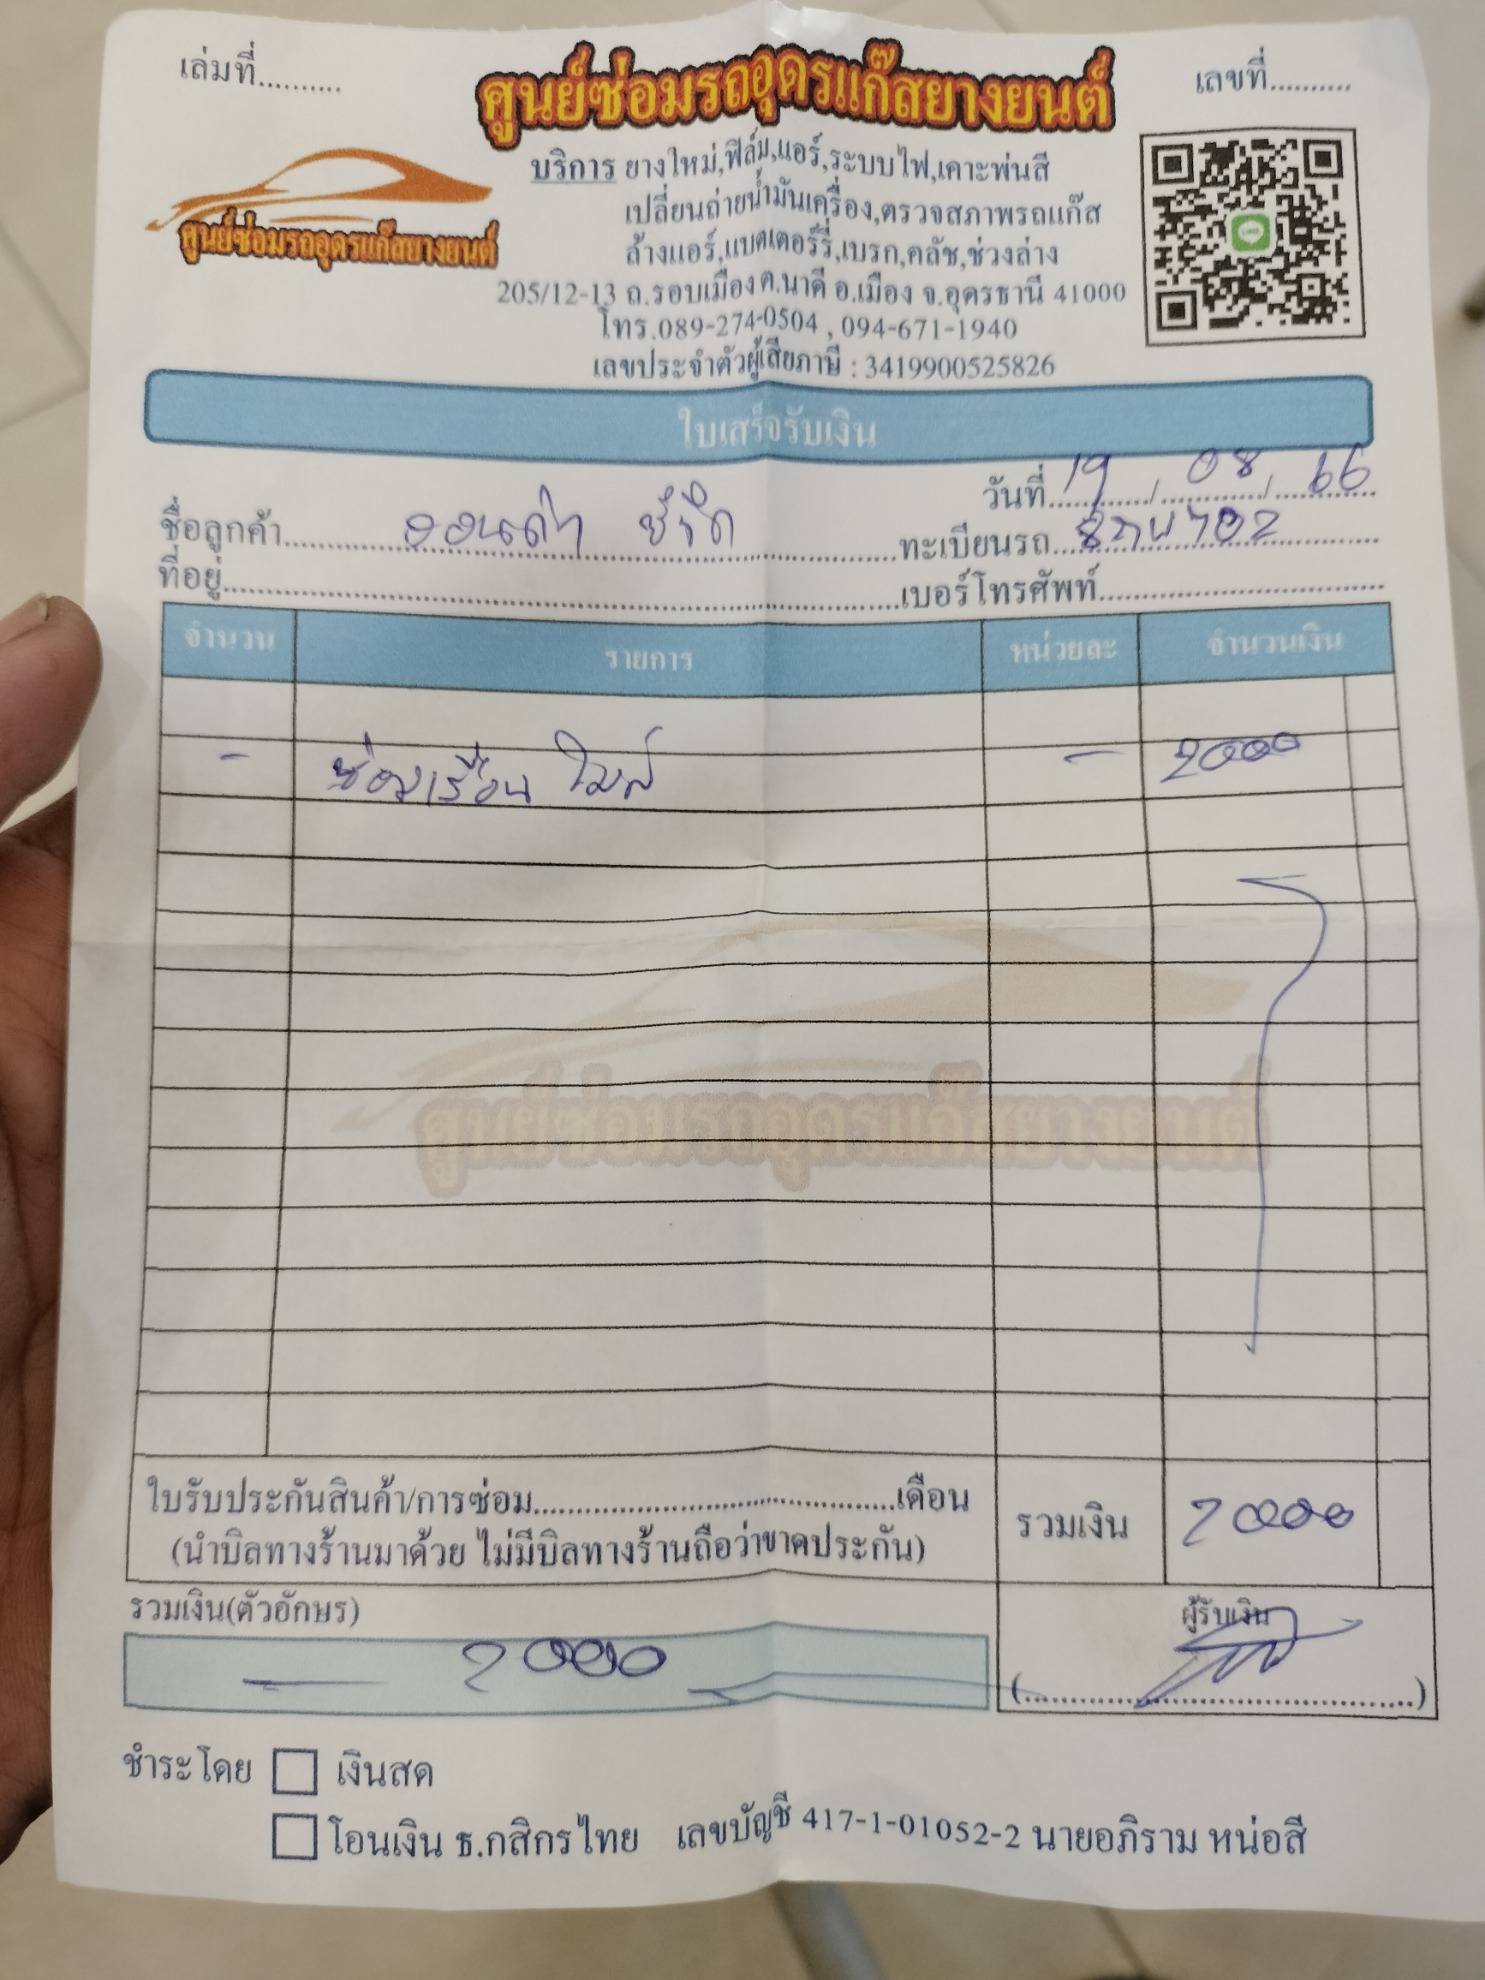 เล่มที่..........
ศูนย์ซ่อมรถอุดรแก๊สยางยนต์
เลขที่..........
ศูนย์ซ่อมรถอุดรแก๊สยางยนต์
บริการ ยางใหม่,ฟิล์ม,แอร์,ระบบไฟ,เคาะพ่นสี
เปลี่ยนถ่ายน้ำมันเครื่อง,ตรวจสภาพรถแก๊ส
ล้างแอร์,แบตเตอร์รี่,เบรก,คลัช,ช่วงล่าง
205/12-13 ถ.รอบเมือง ต.นาดี อ.เมือง จ.อุดรธานี 41000
โทร.089-274-0504 , 094-671-1940
เลขประจำตัวผู้เสียภาษี : 3419900525826
LINE
ใบเสร็จรับเงิน
วันที่ 19 / 08 / 66
ชื่อลูกค้า ทะเบียนรถ
ที่อยู่ เบอร์โทรศัพท์
จำนวน รายการ หน่วยละ จำนวนเงิน
- ซ่อมเรือนไมล์ - 2000
ศูนย์ซ่อมรถอุดรแก๊สยางยนต์
ใบรับประกันสินค้า/การซ่อม เดือน
(นำบิลทางร้านมาด้วย ไม่มีบิลทางร้านถือว่าขาดประกัน)
รวมเงิน 2000
รวมเงิน(ตัวอักษร)
2000
ผู้รับเงิน
ชำระโดย เงินสด
โอนเงิน ธ.กสิกรไทย เลขบัญชี 417-1-01052-2 นายอภิราม หน่อสี